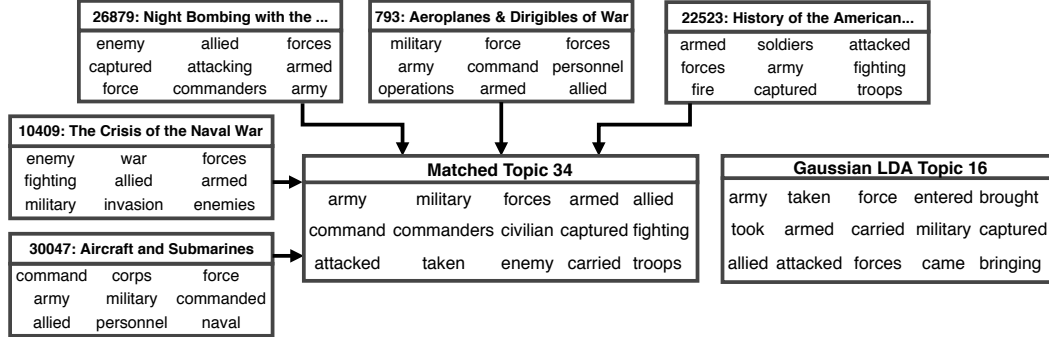 26879: Night Bombing with the ...
enemy allied forces
captured attacking armed
force commanders army
793: Aeroplanes & Dirigibles of War
military force forces
army command personnel
operations armed allied
22523: History of the American...
armed soldiers attacked
forces army fighting
fire captured troops
10409: The Crisis of the Naval War
enemy war forces
fighting allied armed
military invasion enemies
30047: Aircraft and Submarines
command corps force
army military commanded
allied personnel naval
Matched Topic 34
army military forces armed allied
command commanders civilian captured fighting
attacked taken enemy carried troops
Gaussian LDA Topic 16
army taken force entered brought
took armed carried military captured
allied attacked forces came bringing